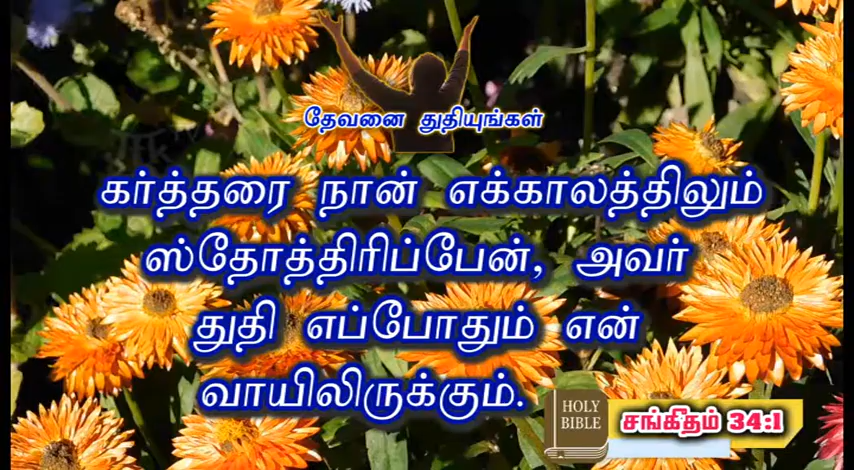 தேவனை துதியுங்கள்
கர்த்தரை நான் எக்காலத்திலும்
ஸ்தோத்திரிப்பேன், அவர்
துதி எப்போதும் என்
வாயிலிருக்கும்.
HOLY
BIBLE
சங்கீதம் 34:1